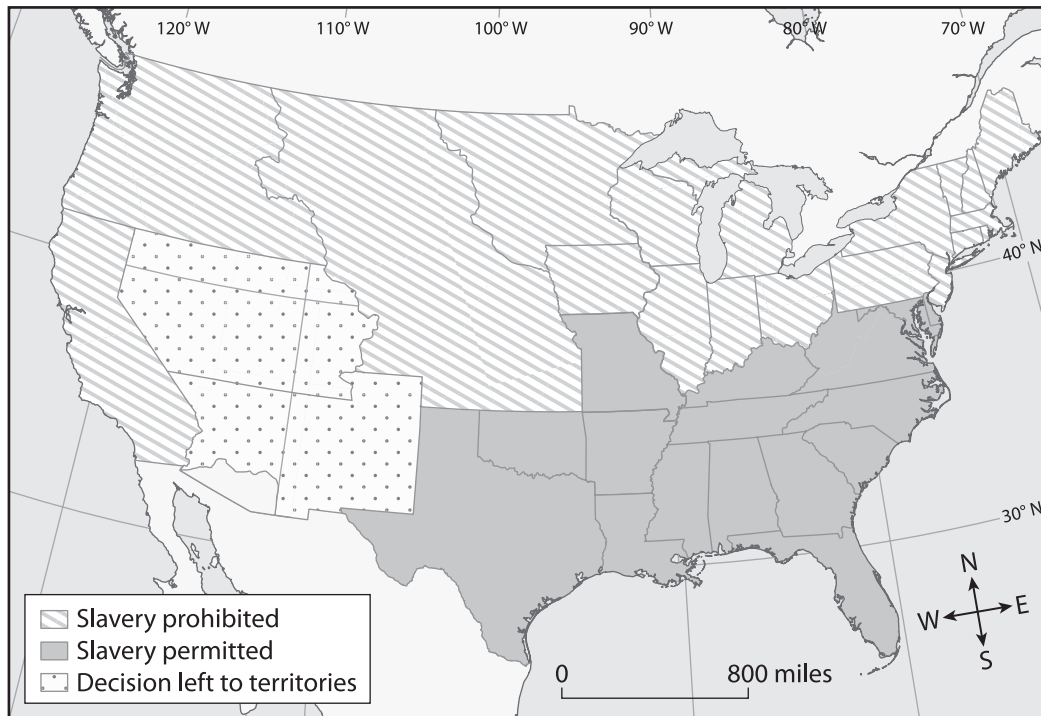 120° W 110° W 100° W 90° W 80° W 70° W
40° N
30° N
N
W E
S
Slavery prohibited
Slavery permitted
Decision left to territories
0 800 miles